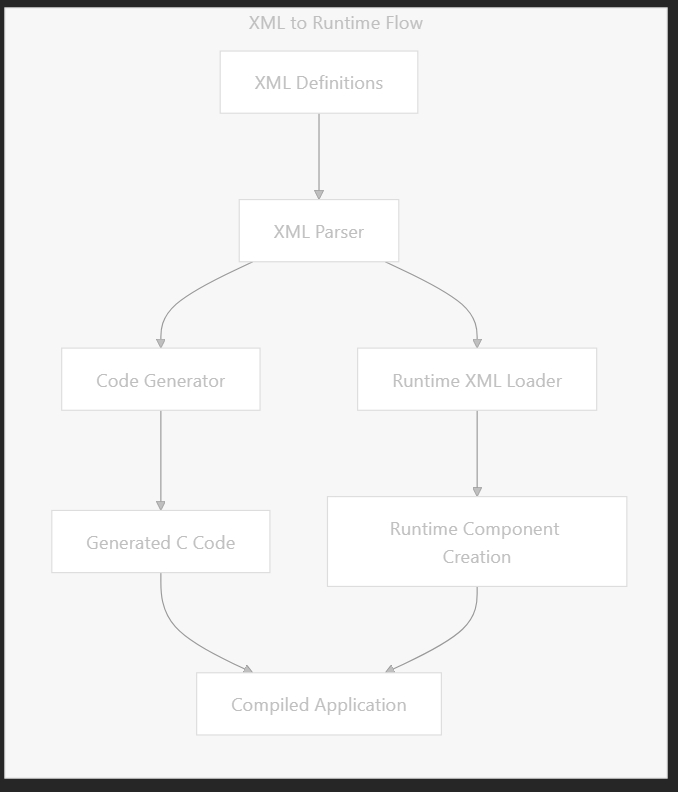 XML to Runtime Flow
XML Definitions
XML Parser
Code Generator
Runtime XML Loader
Generated C Code
Runtime Component
Creation
Compiled Application